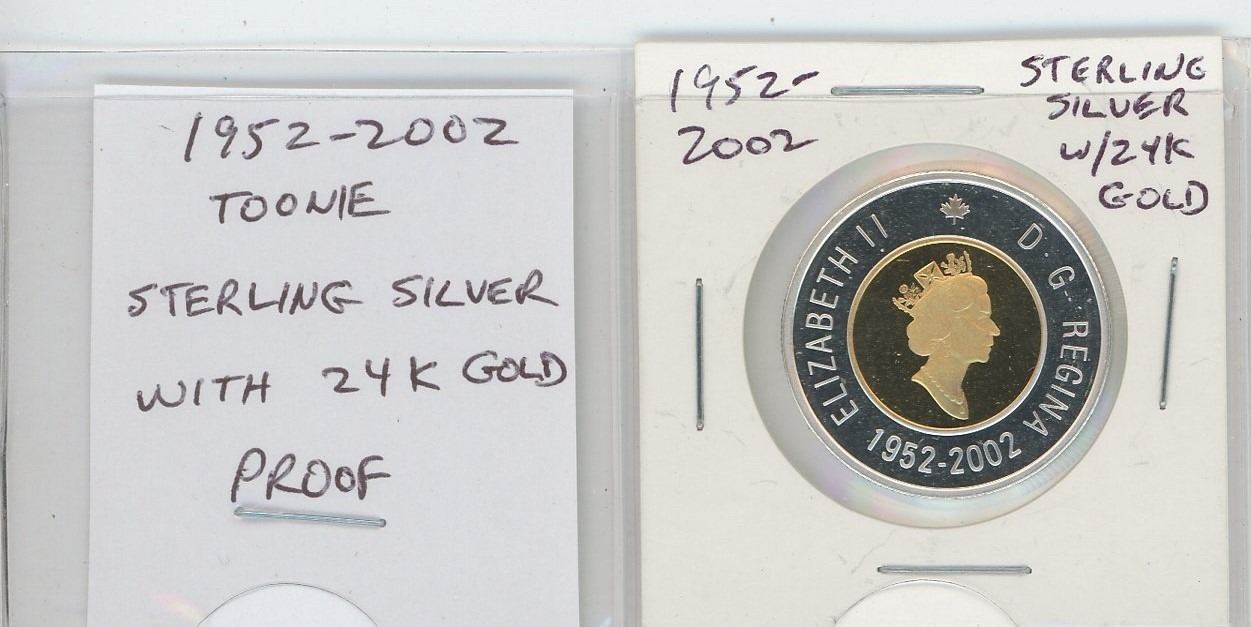 1952-2002
TOONIE
STERLING SILVER
WITH 24K GOLD
PROOF
1952-
2002
STERLING
SILVER
W/24K
GOLD
ELIZABETH II
D·G·REGINA
1952-2002